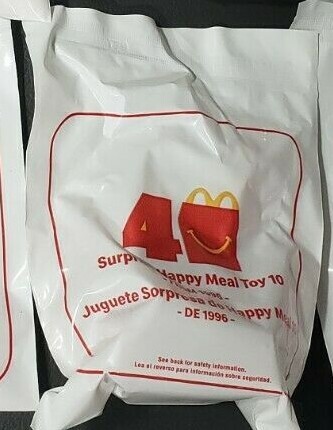 40
Surprise Happy Meal Toy 10
1996 -
Juguete Sorpresa de Happy Meal
- DE 1996 -
See back for safety information.
Lea el reverso para información sobre seguridad.